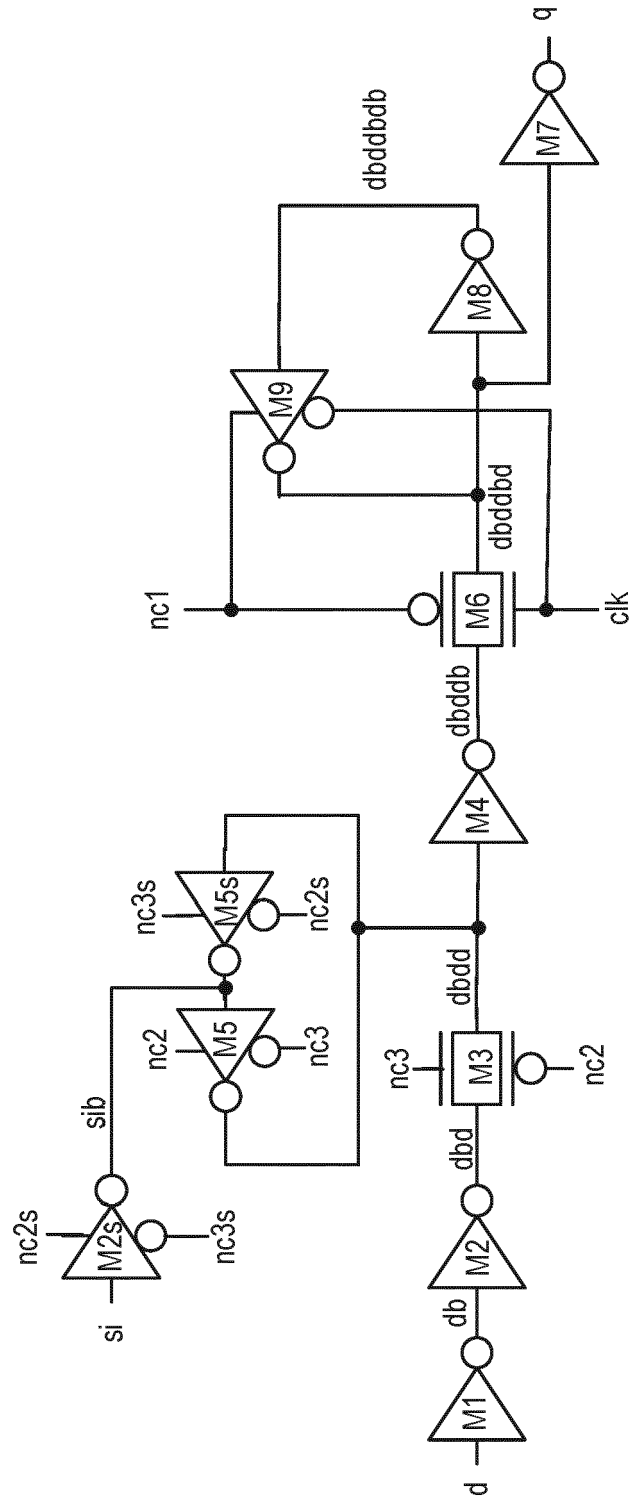 si
nc2s
M2s
nc3s
sib
nc2
M5
nc3
nc3s
M5s
nc2s
d
M1
db
M2
dbd
nc3
M3
nc2
dbdd
M4
dbddb
nc1
M6
clk
dbddbd
M9
M8
dbddbdb
M7
q